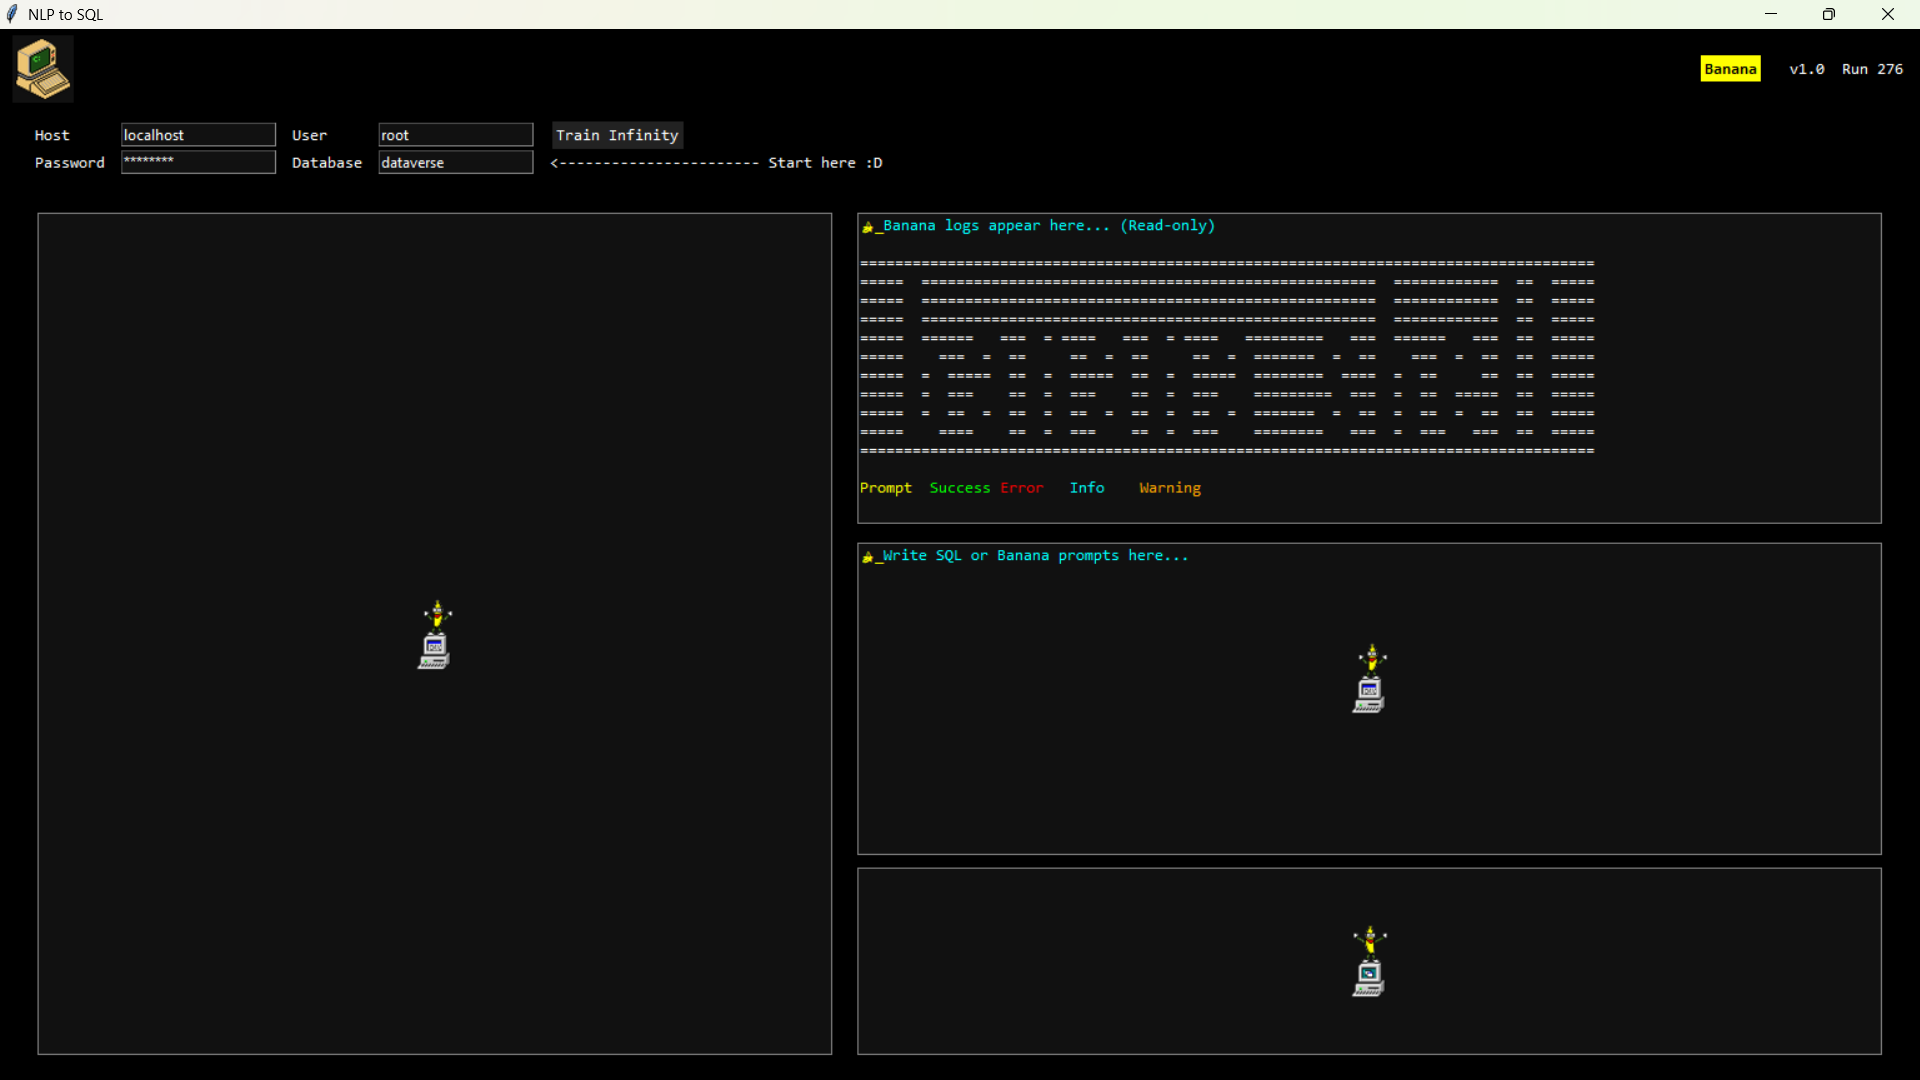 NLP to SQL
Banana v1.0 Run 276
Host localhost User root Train Infinity
Password ******** Database dataverse <------------------------ Start here :D
_Banana logs appear here... (Read-only)
Prompt Success Error Info Warning
_Write SQL or Banana prompts here...